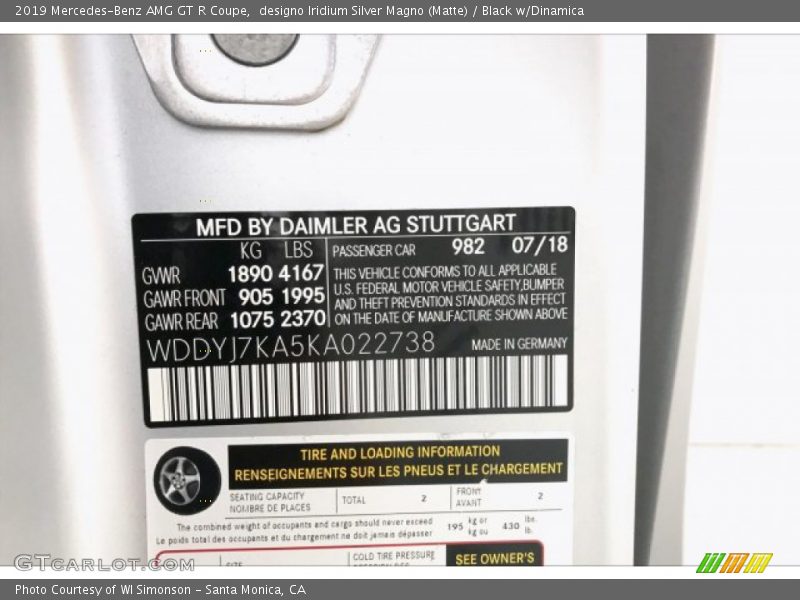 2019 Mercedes-Benz AMG GT R Coupe, designo Iridium Silver Magno (Matte) / Black w/Dinamica
MFD BY DAIMLER AG STUTTGART
KG LBS PASSENGER CAR 982 07/18
GVWR 1890 4167 THIS VEHICLE CONFORMS TO ALL APPLICABLE
U.S. FEDERAL MOTOR VEHICLE SAFETY,BUMPER
GAWR FRONT 905 1995 AND THEFT PREVENTION STANDARDS IN EFFECT
GAWR REAR 1075 2370 ON THE DATE OF MANUFACTURE SHOWN ABOVE
WDDYJ7KA5KA022738 MADE IN GERMANY
TIRE AND LOADING INFORMATION
RENSEIGNEMENTS SUR LES PNEUS ET LE CHARGEMENT
SEATING CAPACITY
NOMBRE DE PLACES
TOTAL 2
FRONT
AVANT
2
The combined weight of occupants and cargo should never exceed
Le poids total des occupants et du chargement ne doit jamais dépasser
195 kg or
kg ou
430 lbs.
lb.
SIZE
COLD TIRE PRESSURE
SEE OWNER'S
GTcarlot.com
Photo Courtesy of WI Simonson - Santa Monica, CA